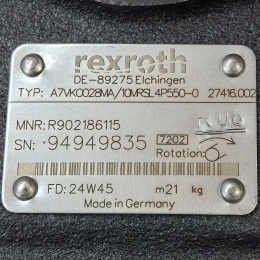 rexroth
DE-89275 Elchingen
TYP: A7VKO028MA/10MRSL4P550-0 27416.002
MNR: R902186115
SN: 94949835 7202 Rotation:
FD: 24W45 m21 kg
Made in Germany